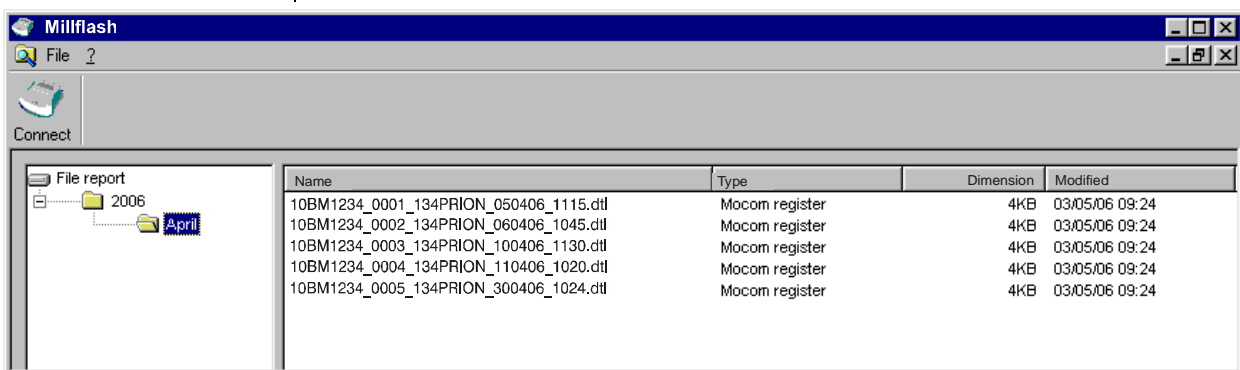 Millflash
File ?
Connect
File report
2006
April
Name Type Dimension Modified
10BM1234_0001_134PRION_050406_1115.dtl Mocom register 4KB 03/05/06 09:24
10BM1234_0002_134PRION_060406_1045.dtl Mocom register 4KB 03/05/06 09:24
10BM1234_0003_134PRION_100406_1130.dtl Mocom register 4KB 03/05/06 09:24
10BM1234_0004_134PRION_110406_1020.dtl Mocom register 4KB 03/05/06 09:24
10BM1234_0005_134PRION_300406_1024.dtl Mocom register 4KB 03/05/06 09:24